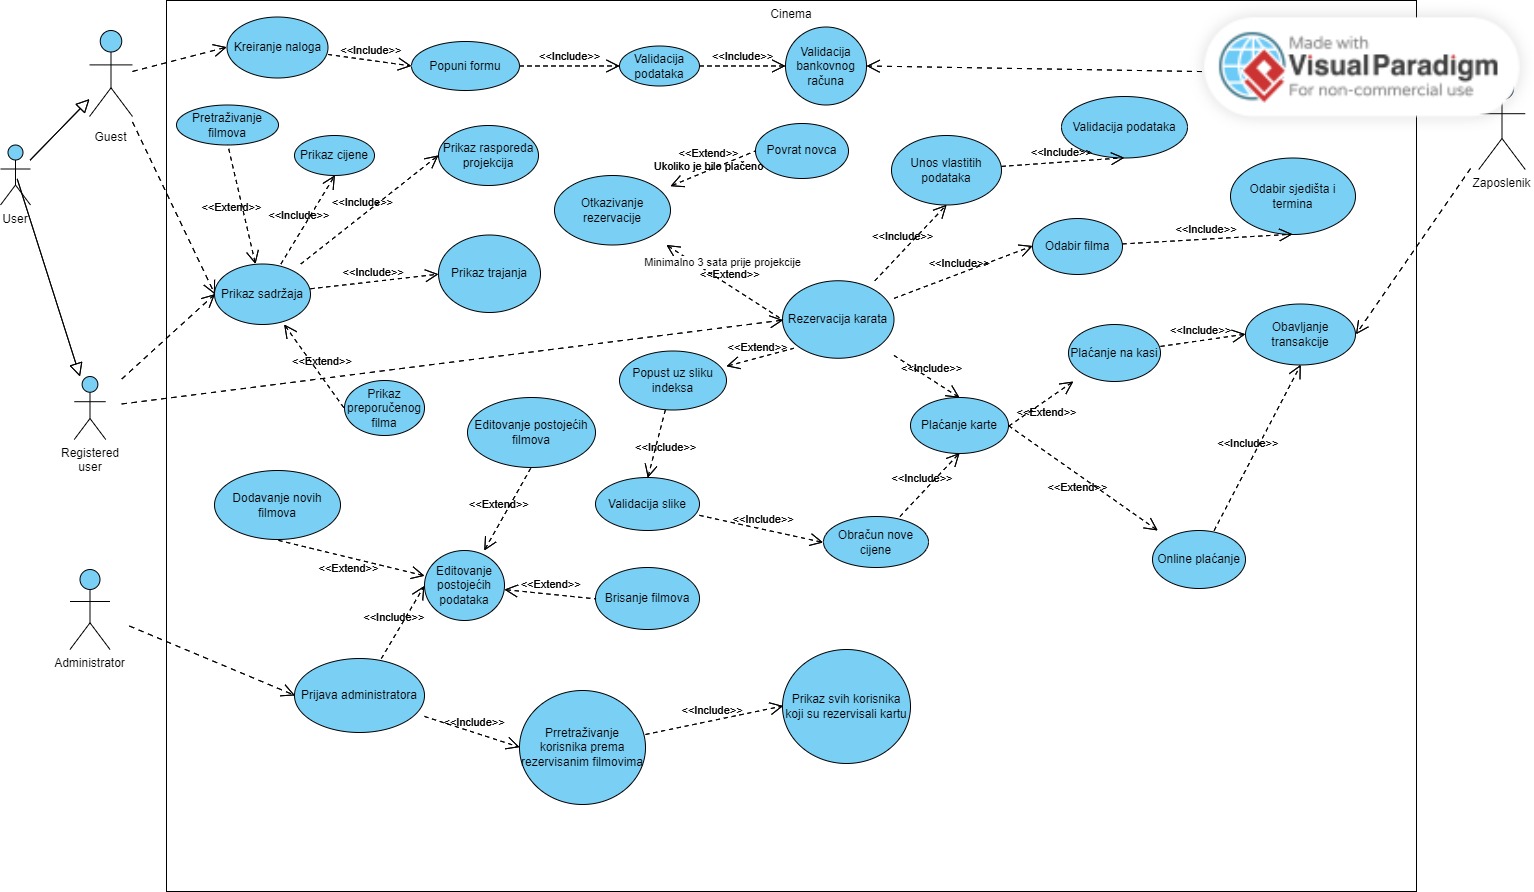 Cinema
Made with
Visual Paradigm
For non-commercial use
Kreiranje naloga
<<Include>>
Popuni formu
<<Include>>
Validacija
podataka
<<Include>>
Validacija
bankovnog
računa
Guest
Pretraživanje
filmova
Prikaz cijene
Prikaz rasporeda
projekcija
<<Extend>>
<<Include>>
<<Include>>
Povrat novca
<<Extend>>
Ukoliko je bilo plaćeno
Otkazivanje
rezervacije
Unos vlastitih
podataka
<<Include>>
Validacija podataka
Zaposlenik
Odabir sjedišta i
termina
User
<<Include>>
<<Include>>
Odabir filma
<<Include>>
Prikaz sadržaja
<<Include>>
Prikaz trajanja
Minimalno 3 sata prije projekcije
<<Extend>>
Rezervacija karata
<<Extend>>
Popust uz sliku
indeksa
<<Include>>
Plaćanje na kasi
<<Include>>
Obavljanje
transakcije
<<Extend>>
Prikaz
preporučenog
filma
Registered
user
Editovanje postojećih
filmova
Plaćanje karte
<<Extend>>
<<Include>>
<<Include>>
<<Extend>>
<<Include>>
Dodavanje novih
filmova
<<Extend>>
Validacija slike
<<Include>>
Obračun nove
cijene
Online plaćanje
<<Extend>>
Editovanje
postojećih
podataka
<<Extend>>
Brisanje filmova
<<Include>>
Administrator
Prijava administratora
<<Include>>
Prretraživanje
korisnika prema
rezervisanim filmovima
<<Include>>
Prikaz svih korisnika
koji su rezervisali kartu